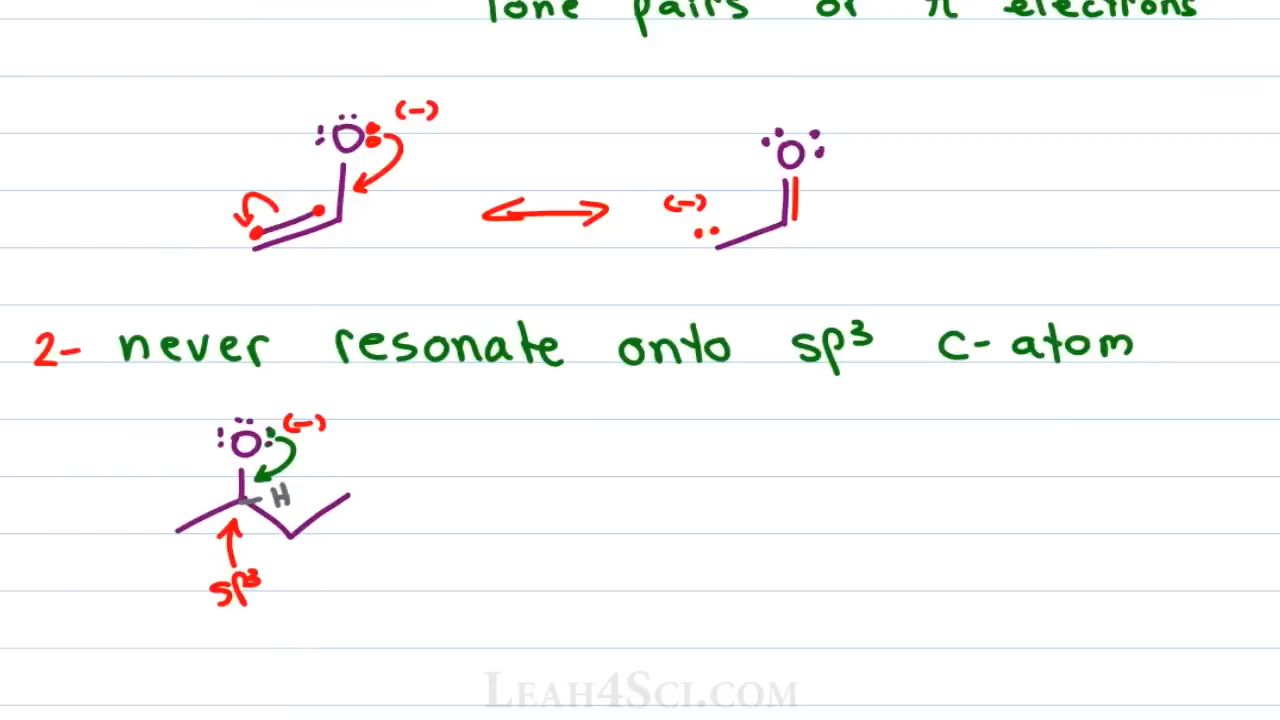 lone pairs or π electrons
(-)
:O:
O
(-)
2- never resonate onto sp³ c-atom
:O: (-)
H
sp³
LEAH4SCI.COM